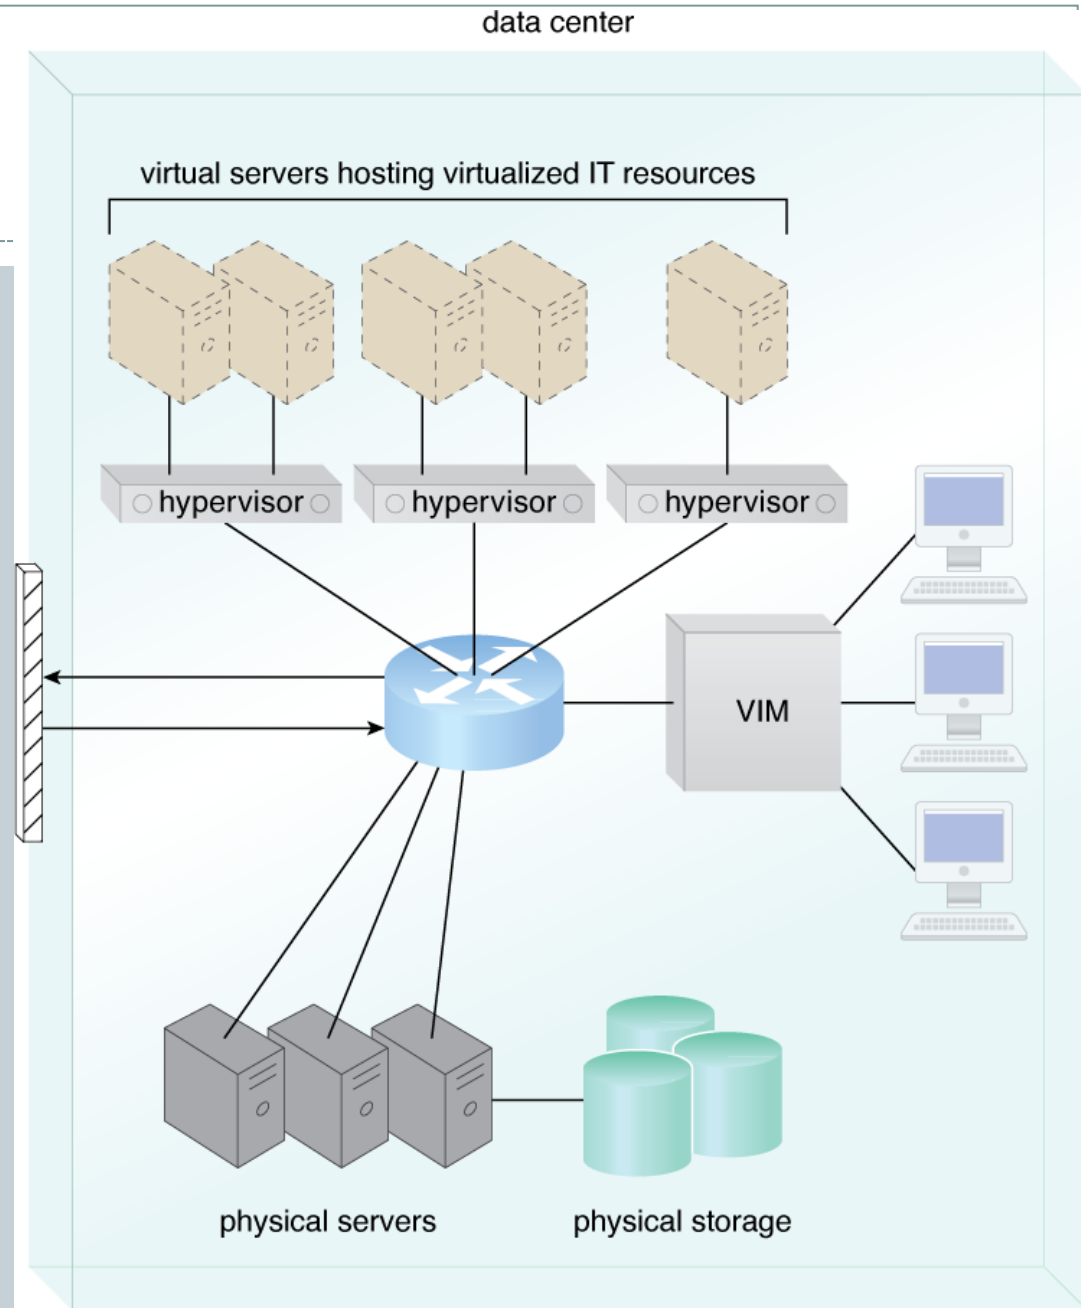 data center
virtual servers hosting virtualized IT resources
hypervisor
hypervisor
hypervisor
VIM
physical servers
physical storage